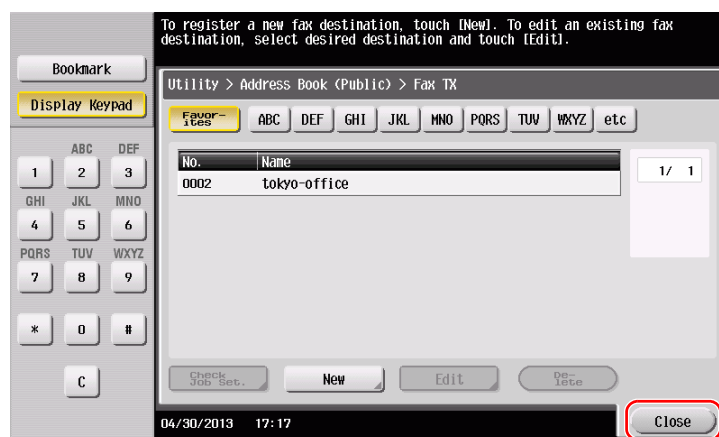 To register a new fax destination, touch [New]. To edit an existing fax
destination, select desired destination and touch [Edit].
Bookmark
Display Keypad
Utility > Address Book (Public) > Fax TX
Favor-
ites
ABC DEF GHI JKL MNO PQRS TUV WXYZ etc
No. Name
0002 tokyo-office
1/ 1
ABC DEF
1 2 3
GHI JKL MNO
4 5 6
PQRS TUV WXYZ
7 8 9
* 0 #
C
Check
Job Set.
New
Edit
De-
lete
04/30/2013 17:17
Close